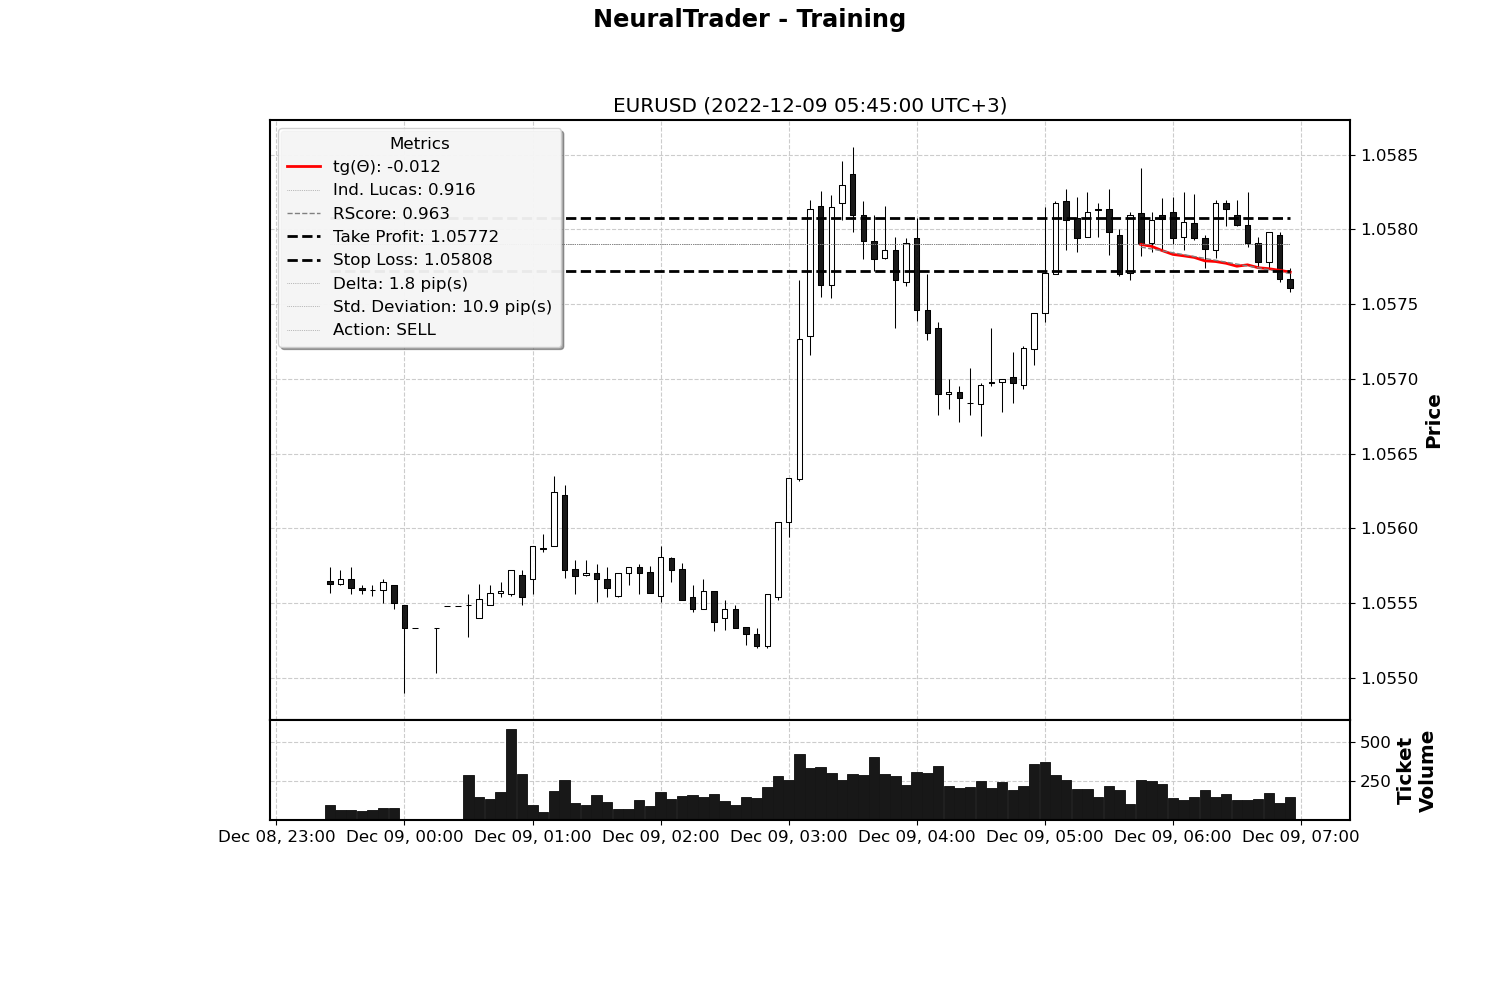 NeuralTrader - Training
EURUSD (2022-12-09 05:45:00 UTC+3)
Metrics
tg(Θ): -0.012
Ind. Lucas: 0.916
RScore: 0.963
Take Profit: 1.05772
Stop Loss: 1.05808
Delta: 1.8 pip(s)
Std. Deviation: 10.9 pip(s)
Action: SELL
1.0585
1.0580
1.0575
1.0570
1.0565
1.0560
1.0555
1.0550
Price
500
250
Ticket
Volume
Dec 08, 23:00 Dec 09, 00:00 Dec 09, 01:00 Dec 09, 02:00 Dec 09, 03:00 Dec 09, 04:00 Dec 09, 05:00 Dec 09, 06:00 Dec 09, 07:00